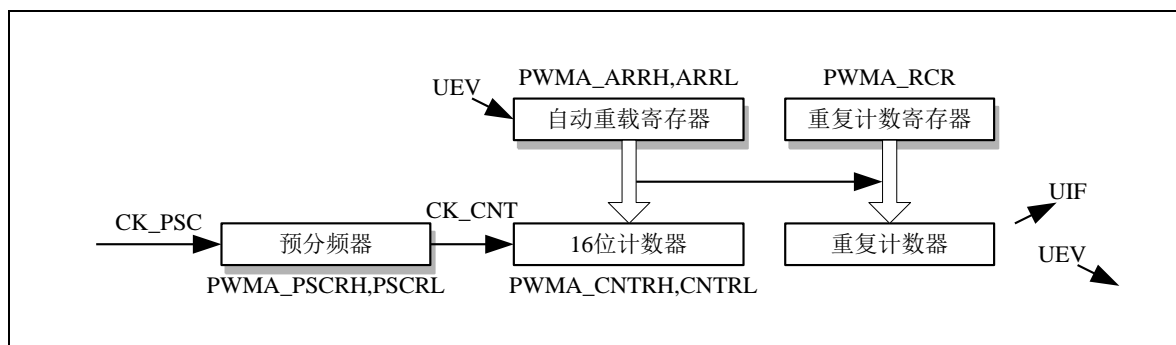 PWMA_ARRH,ARRL
PWMA_RCR
UEV
自动重载寄存器
重复计数寄存器
UIF
CK_PSC
CK_CNT
预分频器
16位计数器
重复计数器
UEV
PWMA_PSCRH,PSCRL
PWMA_CNTRH,CNTRL